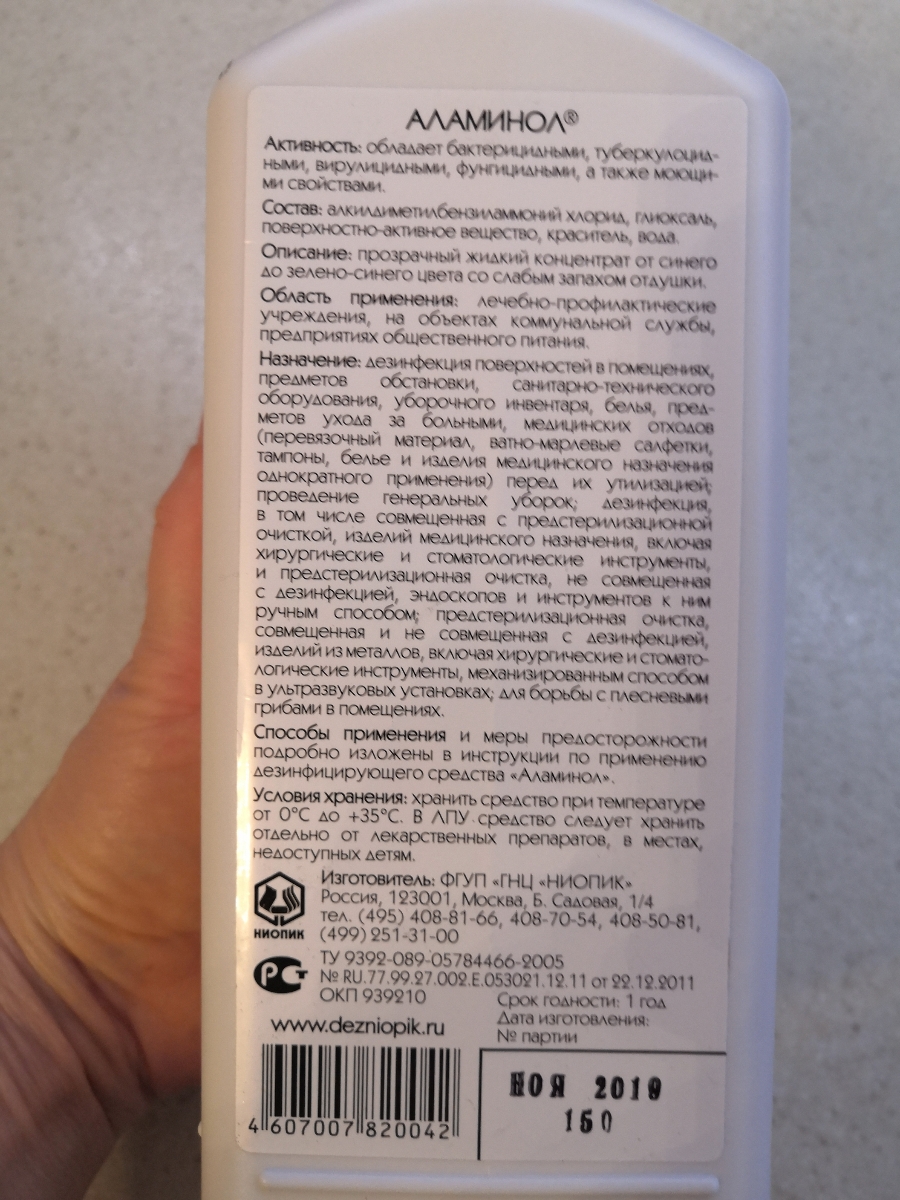 АЛАМИНОЛ®
Активность: обладает бактерицидными, туберкулоцид-
ными, вирулицидными, фунгицидными, а также моющи-
ми свойствами.
Состав: алкилдиметилбензиламмоний хлорид, глиоксаль,
поверхностно-активное вещество, краситель, вода.
Описание: прозрачный жидкий концентрат от синего
до зелено-синего цвета со слабым запахом отдушки.
Область применения: лечебно-профилактические
учреждения, на объектах коммунальной службы,
предприятиях общественного питания.
Назначение: дезинфекция поверхностей в помещениях,
предметов обстановки, санитарно-технического
оборудования, уборочного инвентаря, белья, пред-
метов ухода за больными, медицинских отходов
(перевязочный материал, ватно-марлевые салфетки,
тампоны, белье и изделия медицинского назначения
однократного применения) перед их утилизацией;
проведение генеральных уборок; дезинфекция,
в том числе совмещенная с предстерилизационной
очисткой, изделий медицинского назначения, включая
хирургические и стоматологические инструменты,
и предстерилизационная очистка, не совмещенная
с дезинфекцией, эндоскопов и инструментов к ним
ручным способом; предстерилизационная очистка,
совмещенная и не совмещенная с дезинфекцией,
изделий из металлов, включая хирургические и стомато-
логические инструменты, механизированным способом
в ультразвуковых установках; для борьбы с плесневыми
грибами в помещениях.
Способы применения и меры предосторожности
подробно изложены в инструкции по применению
дезинфицирующего средства «Аламинол».
Условия хранения: хранить средство при температуре
от 0°С до +35°С. В ЛПУ средство следует хранить
отдельно от лекарственных препаратов, в местах,
недоступных детям.
Изготовитель: ФГУП «ГНЦ «НИОПИК»
Россия, 123001, Москва, Б. Садовая, 1/4
тел. (495) 408-81-66, 408-70-54, 408-50-81,
(499) 251-31-00
НИОПИК
ТУ 9392-089-05784466-2005
№ RU.77.99.27.002.Е.053021.12.11 от 22.12.2011
ОКП 939210
РСТ
Срок годности: 1 год
Дата изготовления:
№ партии
www.dezniopik.ru
НОЯ 2019
150
4 607007 820042